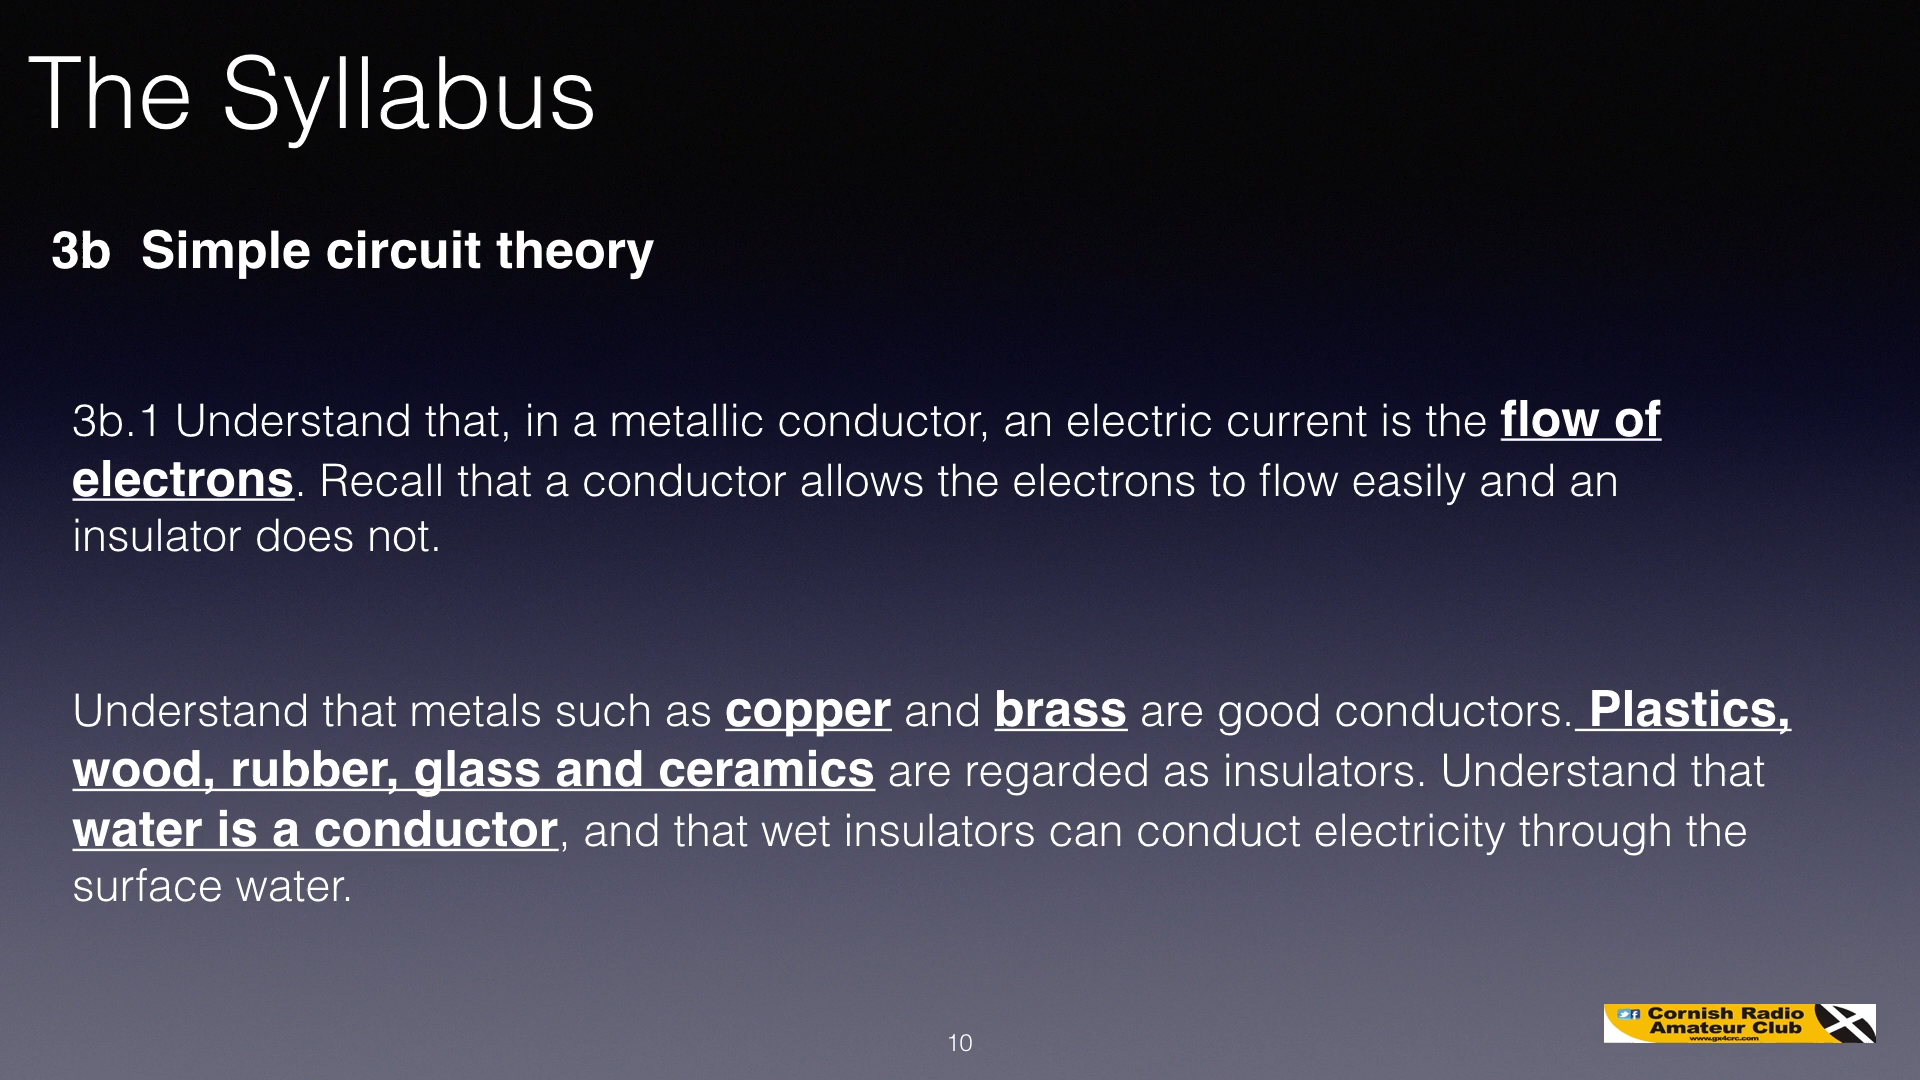 The Syllabus
3b  Simple circuit theory
3b.1 Understand that, in a metallic conductor, an electric current is the flow of
electrons. Recall that a conductor allows the electrons to flow easily and an
insulator does not.
Understand that metals such as copper and brass are good conductors. Plastics,
wood, rubber, glass and ceramics are regarded as insulators. Understand that
water is a conductor, and that wet insulators can conduct electricity through the
surface water.
10
Cornish Radio
Amateur Club
www.gx4crc.com